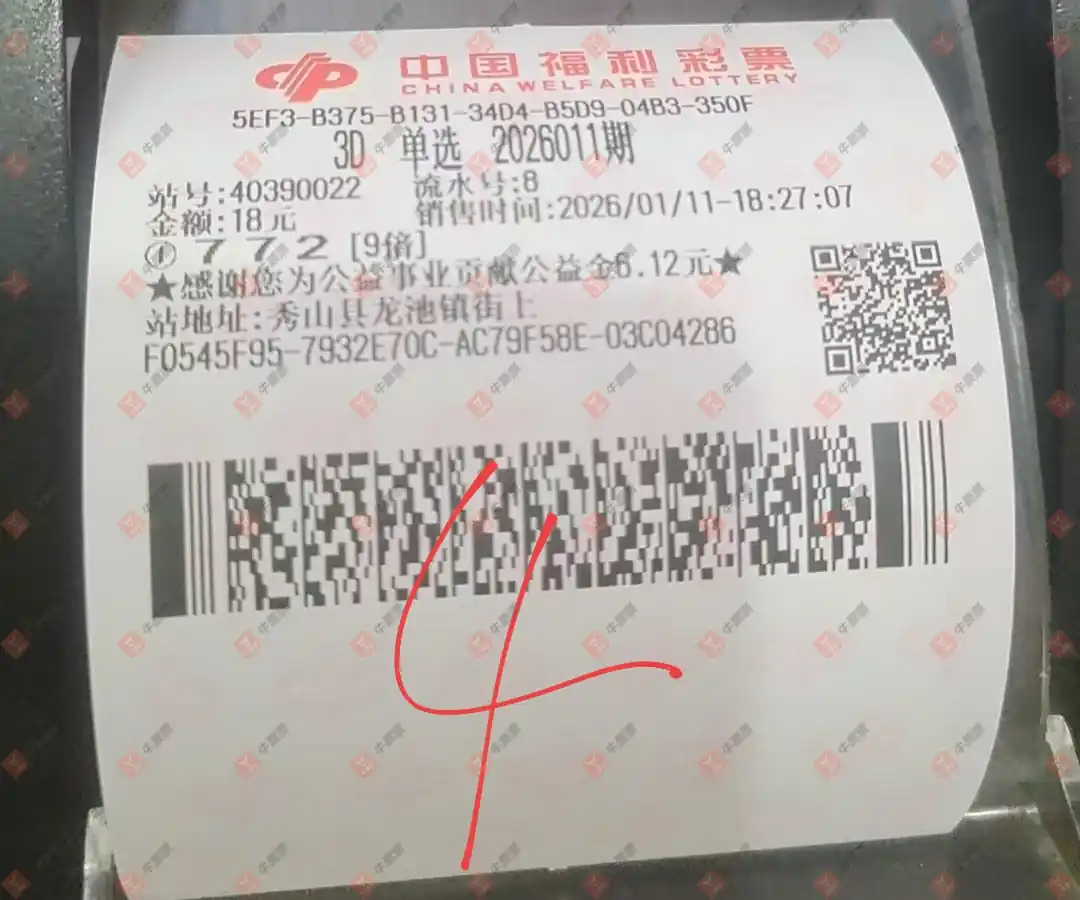 中国福利彩票
CHINA WELFARE LOTTERY
5EF3-B375-B131-34D4-B5D9-04B3-350F
3D 单选 2026011期
站号:40390022 流水号:8
金额:18元 销售时间:2026/01/11-18:27:07
① 7 7 2 [9倍]
★感谢您为公益事业贡献公益金6.12元★
站地址:秀山县龙池镇街上
F0545F95-7932E70C-AC79F58E-03C04286
4